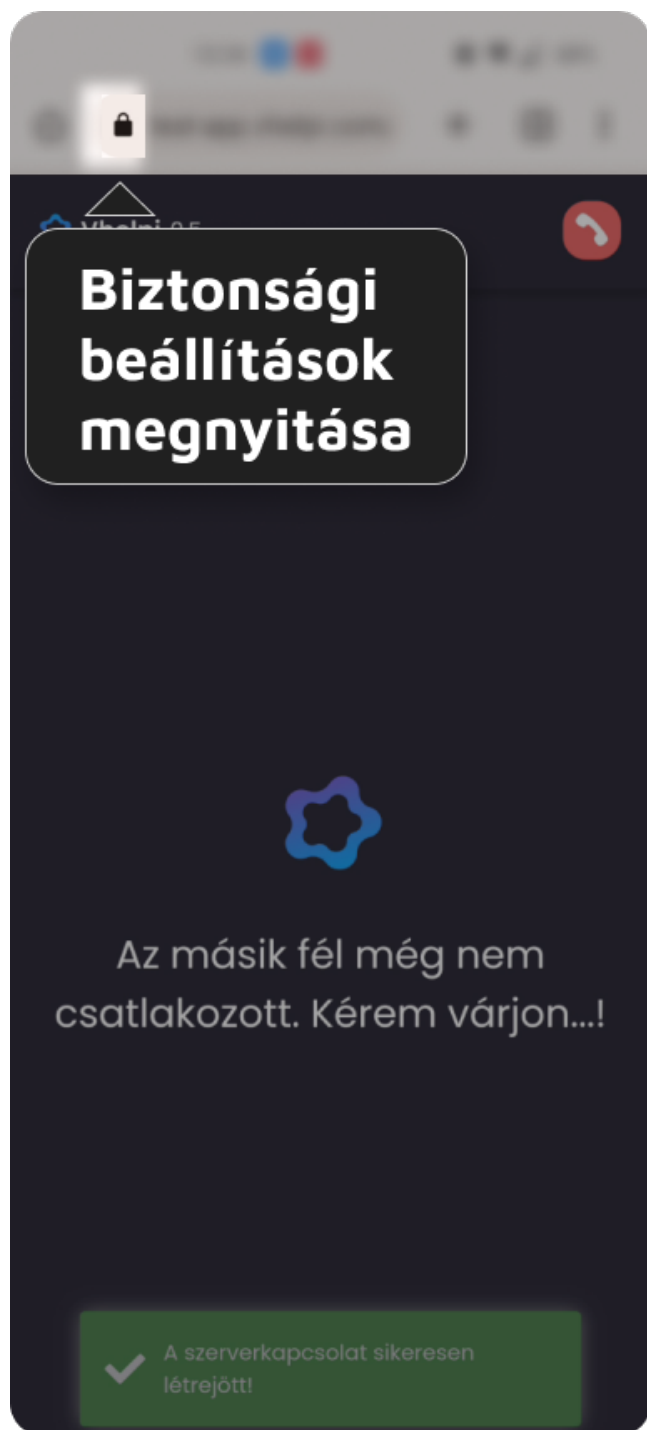 Biztonsági
beállítások
megnyitása
Az másik fél még nem
csatlakozott. Kérem várjon...!
A szerverkapcsolat sikeresen
létrejött!